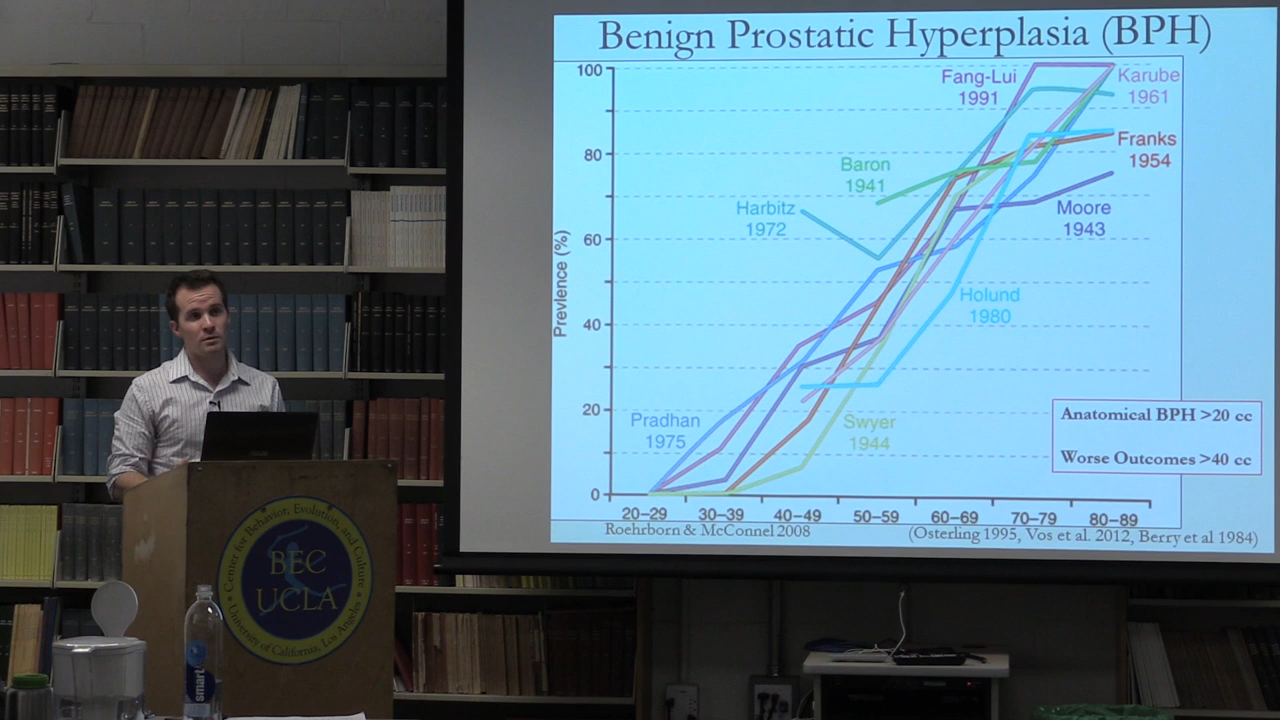 Benign Prostatic Hyperplasia (BPH)
Prevlence (%)
100
80
60
40
20
0
Fang-Lui
1991
Karube
1961
Franks
1954
Baron
1941
Harbitz
1972
Moore
1943
Holund
1980
Pradhan
1975
Swyer
1944
Anatomical BPH >20 cc
Worse Outcomes >40 cc
20–29 30–39 40–49 50–59 60–69 70–79 80–89
Roehrborn & McConnel 2008
(Osterling 1995, Vos et al. 2012, Berry et al 1984)
Center for Behavior, Evolution, and Culture
BEC
UCLA
University of California, Los Angeles
smart